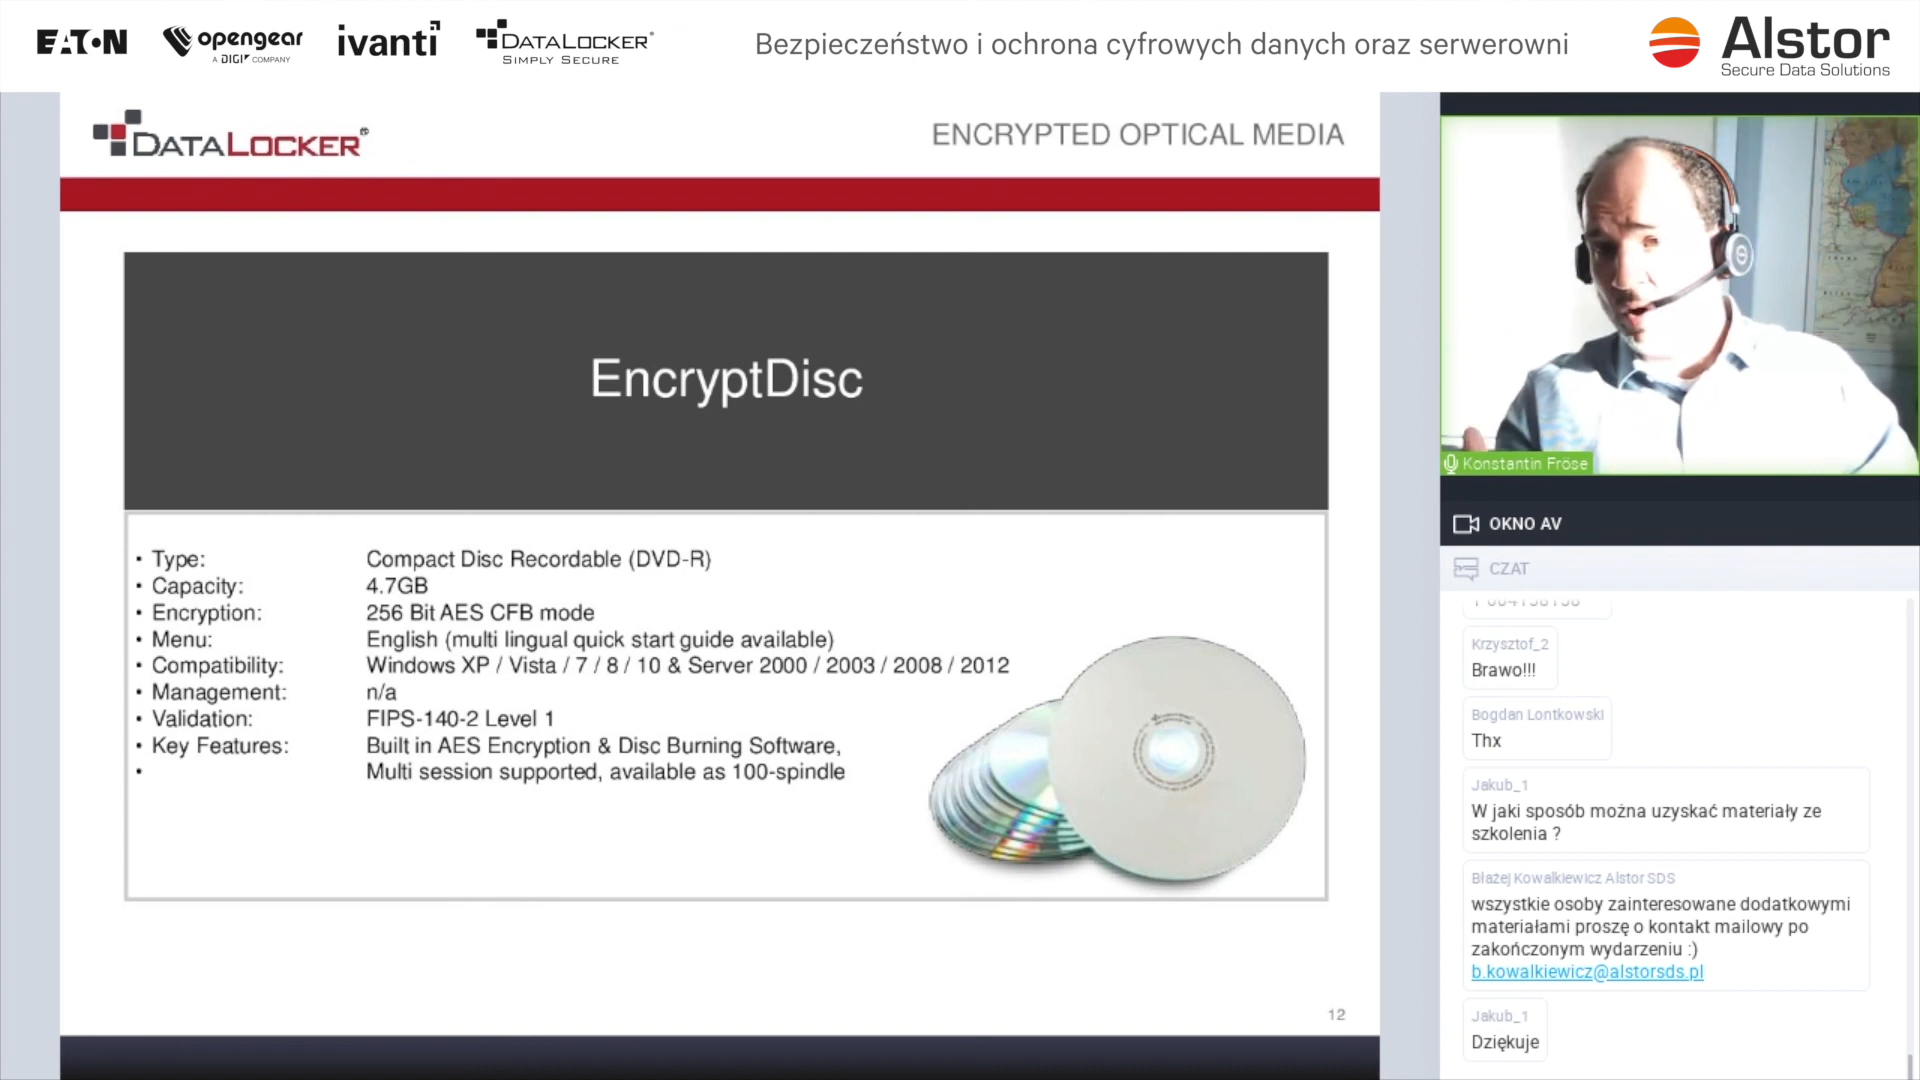 EATON
opengear
A DIGI COMPANY
ivanti
DATALOCKER
SIMPLY SECURE
Bezpieczeństwo i ochrona cyfrowych danych oraz serwerowni
Alstor
Secure Data Solutions
DATALOCKER®
ENCRYPTED OPTICAL MEDIA
EncryptDisc
• Type: Compact Disc Recordable (DVD-R)
• Capacity: 4.7GB
• Encryption: 256 Bit AES CFB mode
• Menu: English (multi lingual quick start guide available)
• Compatibility: Windows XP / Vista / 7 / 8 / 10 & Server 2000 / 2003 / 2008 / 2012
• Management: n/a
• Validation: FIPS-140-2 Level 1
• Key Features: Built in AES Encryption & Disc Burning Software,
• Multi session supported, available as 100-spindle
12
Konstantin Fröse
OKNO AV
CZAT
Krzysztof_2
Brawo!!!
Bogdan Lontkowski
Thx
Jakub_1
W jaki sposób można uzyskać materiały ze
szkolenia ?
Błażej Kowalkiewicz Alstor SDS
wszystkie osoby zainteresowane dodatkowymi
materiałami proszę o kontakt mailowy po
zakończonym wydarzeniu :)
b.kowalkiewicz@alstorsds.pl
Jakub_1
Dziękuje